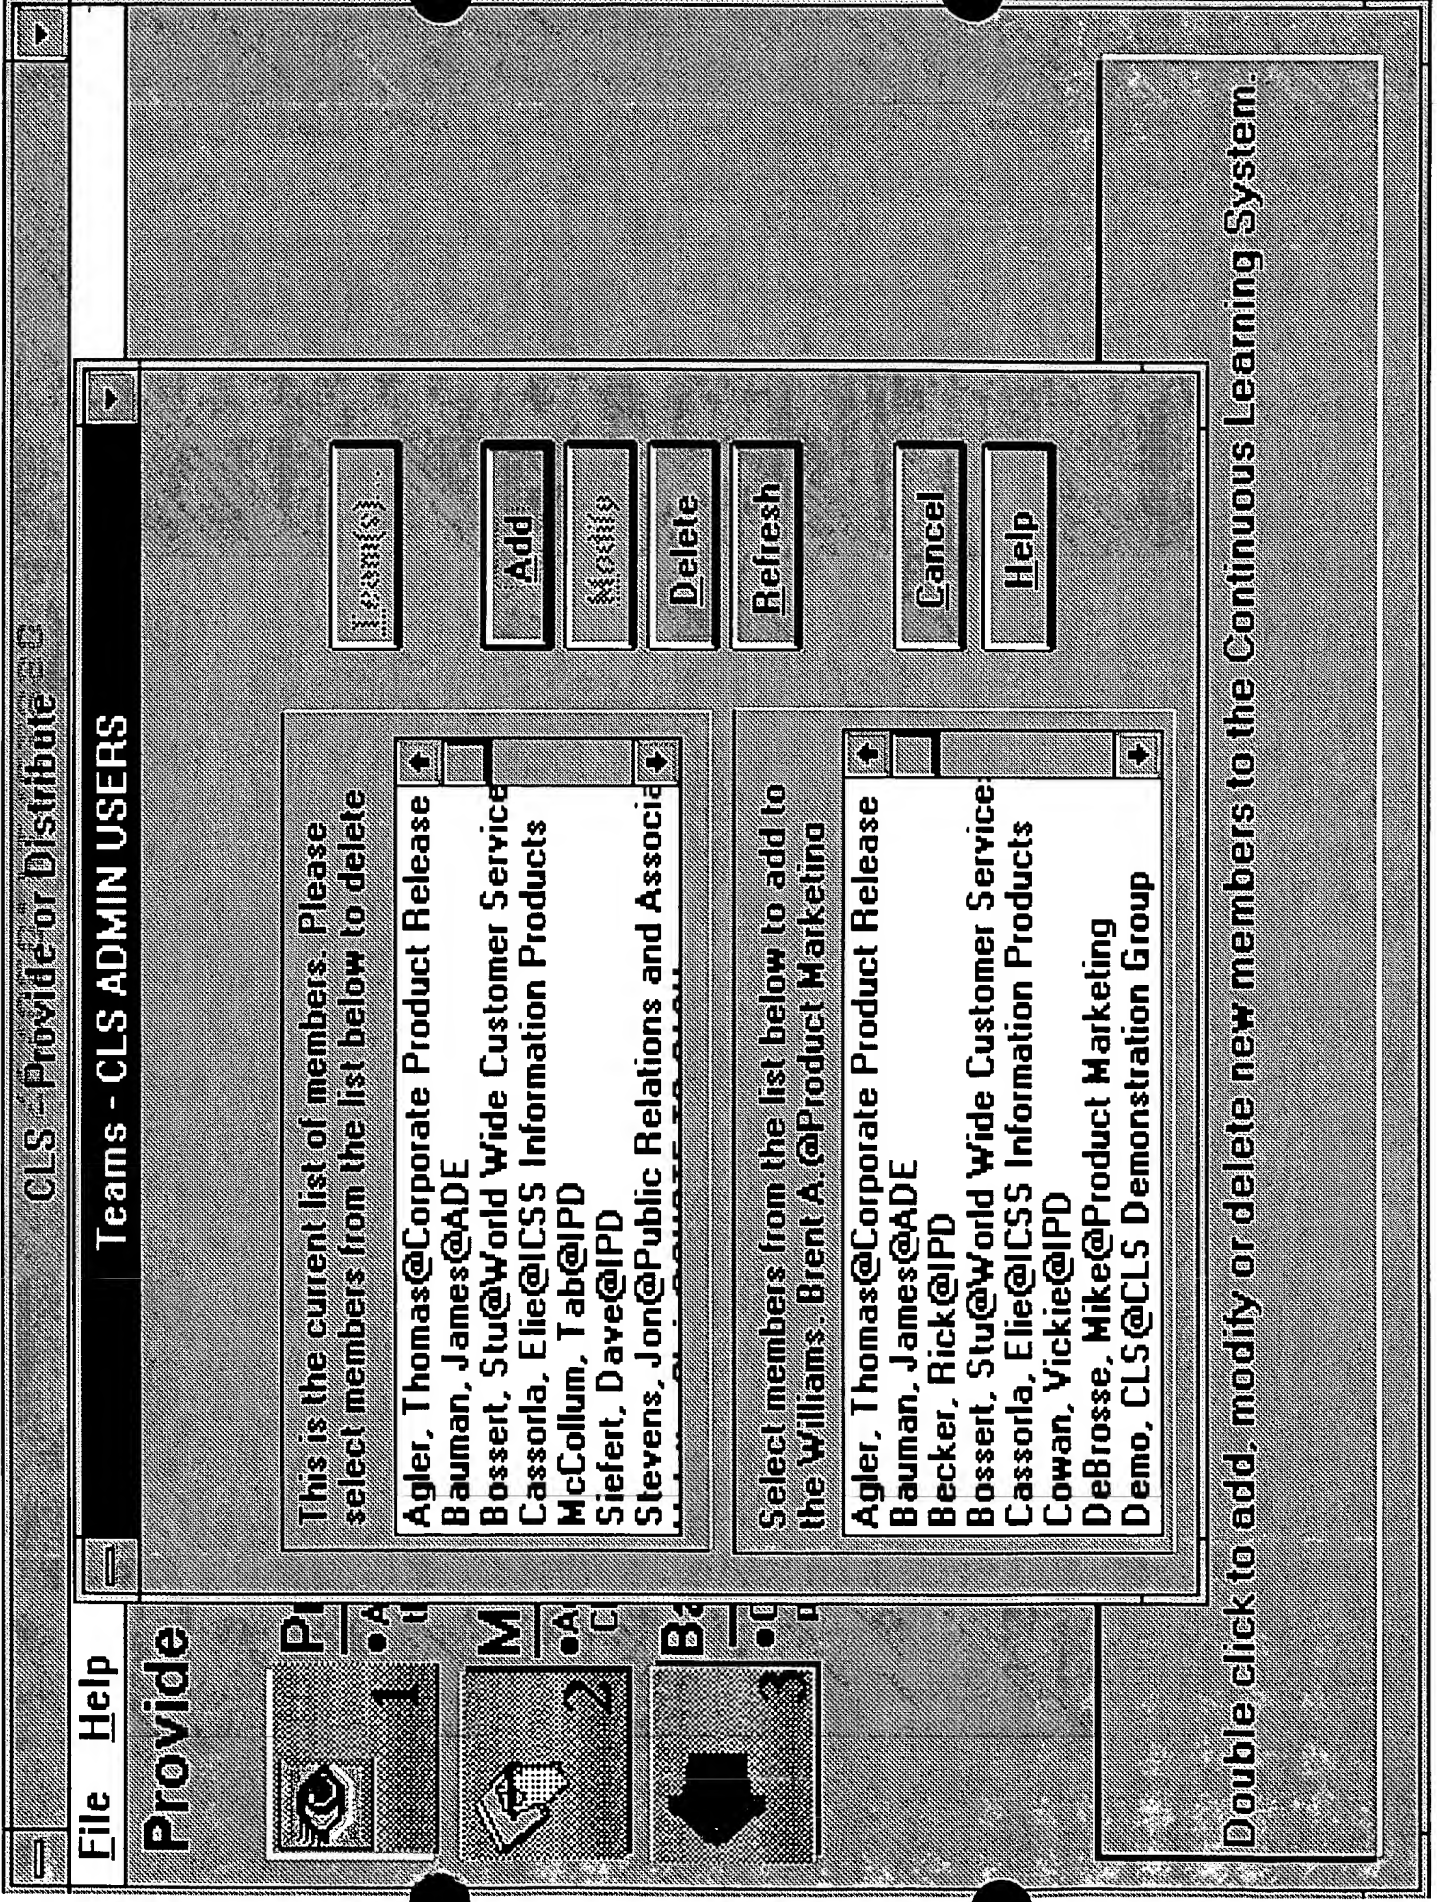 CLS - Provide or Distribute
File Help
Provide
1
2
3
Teams - CLS ADMIN USERS
This is the current list of members. Please
select members from the list below to delete
Agler, Thomas@Corporate Product Release
Bauman, James@ADE
Bossert, Stu@World Wide Customer Service
Cassorla, Elie@ICSS Information Products
McCollum, Tab@IPD
Siefert, Dave@IPD
Stevens, Jon@Public Relations and Associa
Select members from the list below to add to
the Williams, Brent A.@Product Marketing
Agler, Thomas@Corporate Product Release
Bauman, James@ADE
Becker, Rick@IPD
Bossert, Stu@World Wide Customer Service
Cassorla, Elie@ICSS Information Products
Cowan, Vickie@IPD
DeBrosse, Mike@Product Marketing
Demo, CLS@CLS Demonstration Group
Team(s)...
Add
Modify
Delete
Refresh
Cancel
Help
Double click to add, modify or delete new members to the Continuous Learning System.